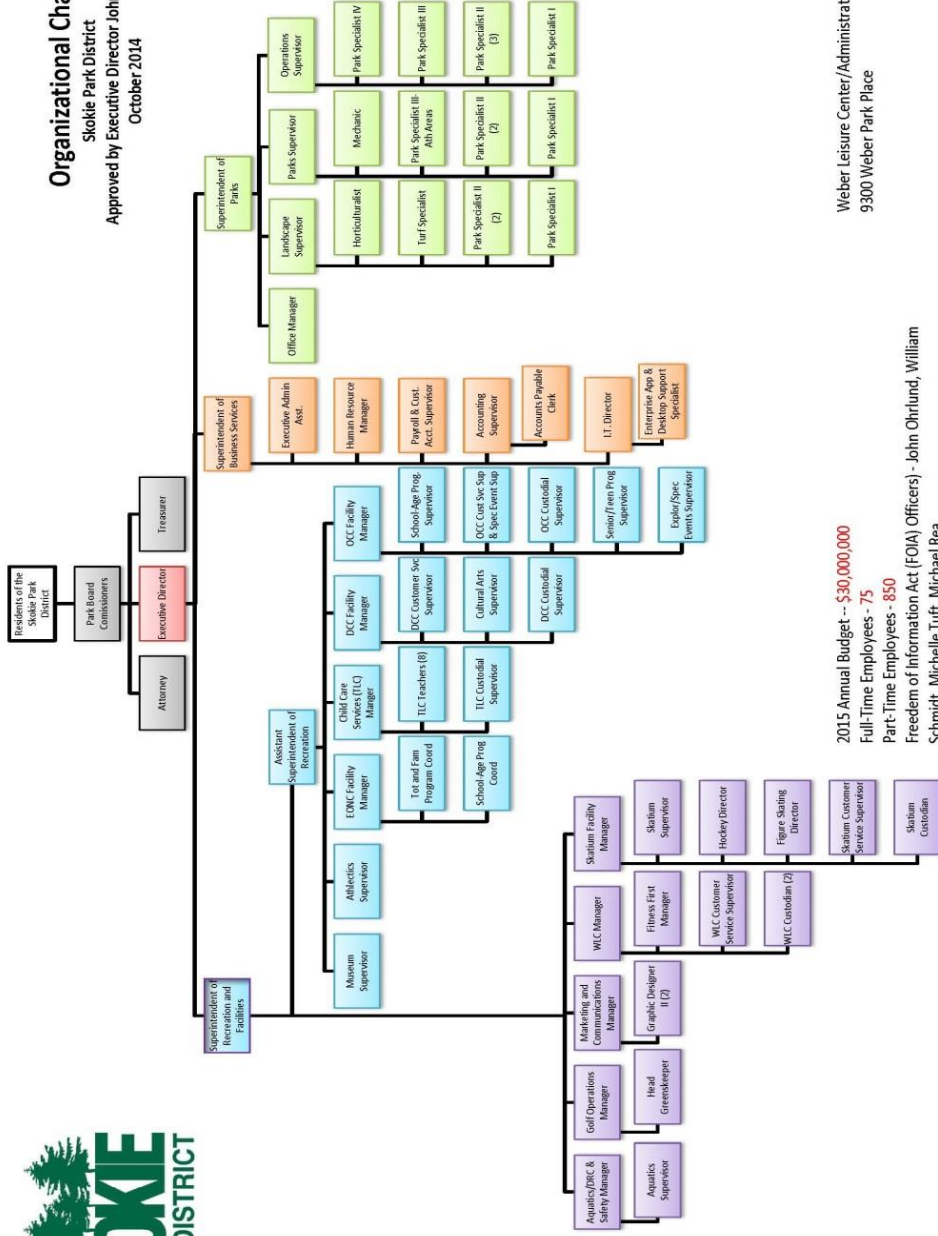 Organizational Cha
Skokie Park District
Approved by Executive Director Joh
October 2014
OKIE
DISTRICT
Residents of the
Skokie Park
District
Park Board
Comissioners
Attorney
Executive Director
Treasurer
Superintendent of
Recreation and
Facilities
Superintendent of
Business Services
Superintendent of
Parks
Assistant
Superintendent of
Recreation
Museum
Supervisor
Athlectics
Supervisor
EONC Facility
Manager
Tot and Fam
Program Coord
School-Age Prog
Coord
Child Care
Services (TLC)
Manger
TLC Teachers (8)
TLC Custodial
Supervisor
DCC Facility
Manager
DCC Customer Svc
Supervisor
Cultural Arts
Supervisor
DCC Custodial
Supervisor
OCC Facility
Manager
School-Age Prog.
Supervisor
OCC Cust Svc Sup
& Spec Event Sup
OCC Custodial
Supervisor
Senior/Teen Prog
Supervisor
Explor/Spec
Events Supervisor
Executive Admin
Asst.
Human Resource
Manager
Payroll & Cust.
Acct. Supervisor
Accounting
Supervisor
Accounts Payable
Clerk
I.T. Director
Enterprise App &
Desktop Support
Specialist
Office Manager
Landscape
Supervisor
Horticulturalist
Turf Specialist
Park Specialist II
(2)
Park Specialist I
Parks Supervisor
Mechanic
Park Specialist III-
Ath Areas
Park Specialist II
(2)
Park Specialist I
Operations
Supervisor
Park Specialist IV
Park Specialist III
Park Specialist II
(3)
Park Specialist I
Aquatics/DRC &
Safety Manager
Aquatics
Supervisor
Golf Operations
Manager
Head
Greenskeeper
Marketing and
Communications
Manager
Graphic Designer
II (2)
WLC Manager
Fitness First
Manager
WLC Customer
Service Supervisor
WLC Custodian (2)
Skatium Facility
Manager
Skatium
Supervisor
Hockey Director
Figure Skating
Director
Skatium Customer
Service Supervisor
Skatium
Custodian
2015 Annual Budget -- $30,000,000
Full-Time Employees - 75
Part-Time Employees - 850
Freedom of Information Act (FOIA) Officers) - John Ohrlund, William
Schmidt, Michelle Tuft, Michael Rea
Weber Leisure Center/Administrat
9300 Weber Park Place